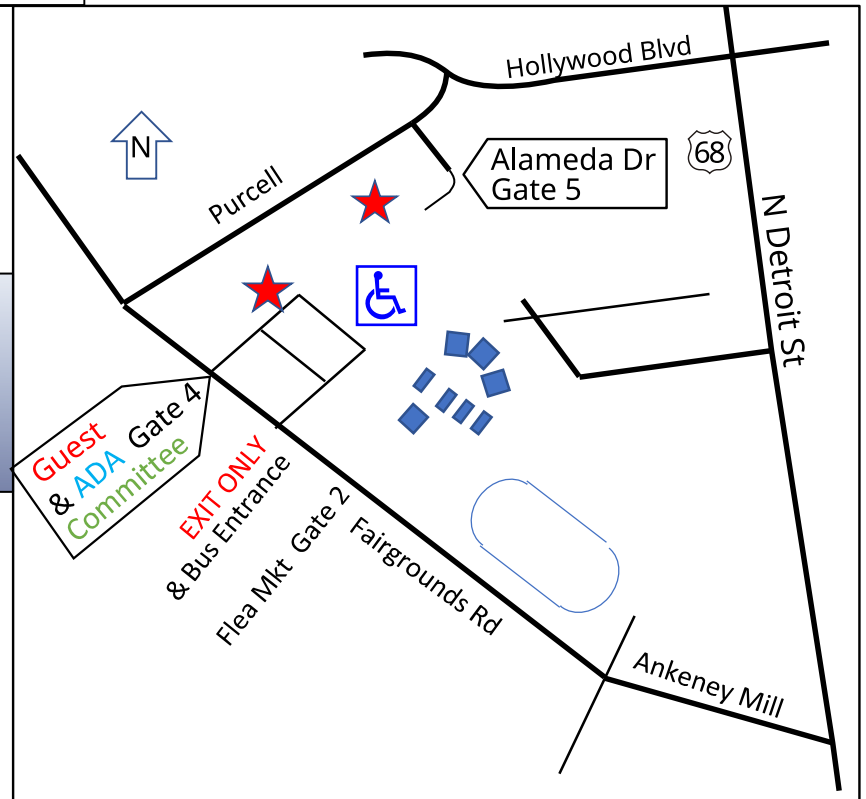 Hollywood Blvd
N
68
Alameda Dr
Gate 5
Purcell
N Detroit St
Guest
& ADA Gate 4
Committee
EXIT ONLY
& Bus Entrance
Flea Mkt Gate 2
Fairgrounds Rd
Ankeney Mill